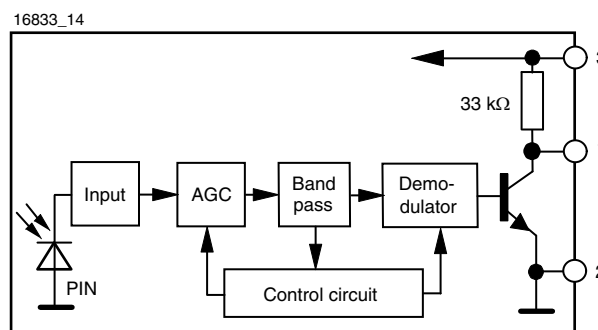 16833_14
3
33 kΩ
Input
AGC
Band
pass
Demo-
dulator
PIN
Control circuit
2